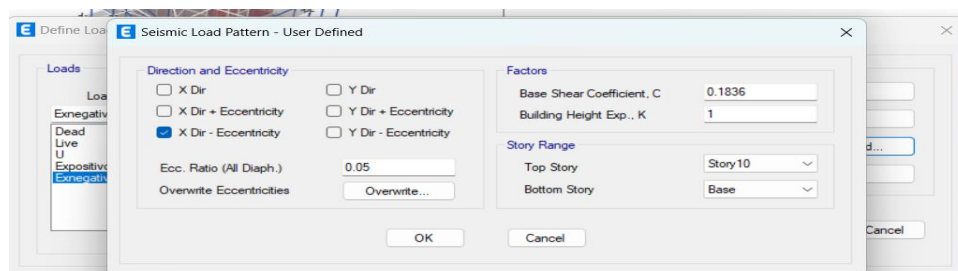 E Define Loa
E Seismic Load Pattern - User Defined
Loads
Loa
Exnegativ
Dead
Live
U
Expositivo
Exnegativ
Direction and Eccentricity
X Dir
Y Dir
X Dir + Eccentricity
Y Dir + Eccentricity
X Dir - Eccentricity
Y Dir - Eccentricity
Ecc. Ratio (All Diaph.)
0.05
Overwrite Eccentricities
Overwrite...
Factors
Base Shear Coefficient, C
0.1836
Building Height Exp., K
1
Story Range
Top Story
Story10
Bottom Story
Base
OK
Cancel
d...
Cancel